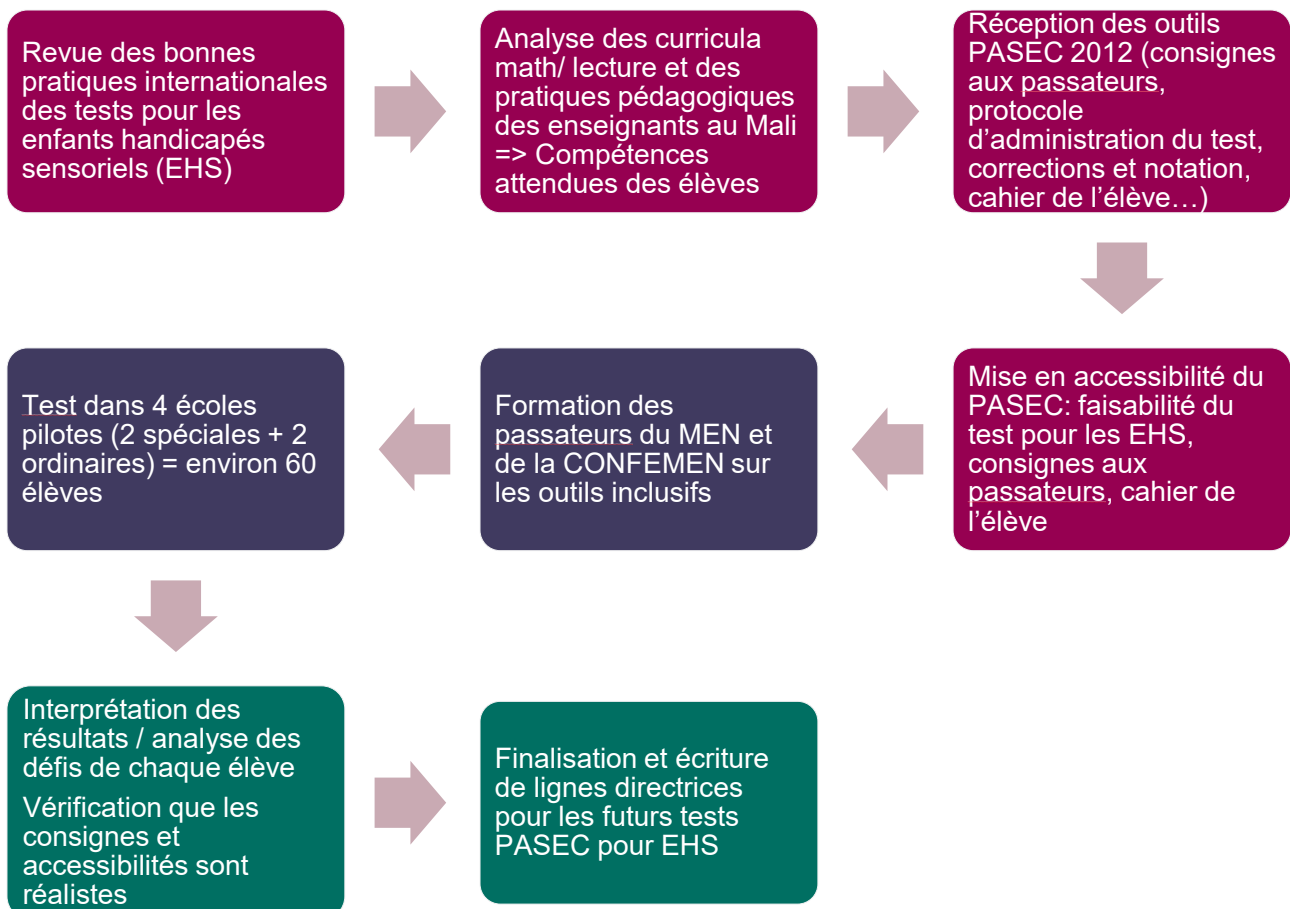 Revue des bonnes
pratiques internationales
des tests pour les
enfants handicapés
sensoriels (EHS)
Analyse des curricula
math/ lecture et des
pratiques pédagogiques
des enseignants au Mali
=> Compétences
attendues des élèves
Réception des outils
PASEC 2012 (consignes
aux passateurs,
protocole
d’administration du test,
corrections et notation,
cahier de l’élève…)
Mise en accessibilité du
PASEC: faisabilité du
test pour les EHS,
consignes aux
passateurs, cahier de
l’élève
Formation des
passateurs du MEN et
de la CONFEMEN sur
les outils inclusifs
Test dans 4 écoles
pilotes (2 spéciales + 2
ordinaires) = environ 60
élèves
Interprétation des
résultats / analyse des
défis de chaque élève
Vérification que les
consignes et
accessibilités sont
réalistes
Finalisation et écriture
de lignes directrices
pour les futurs tests
PASEC pour EHS